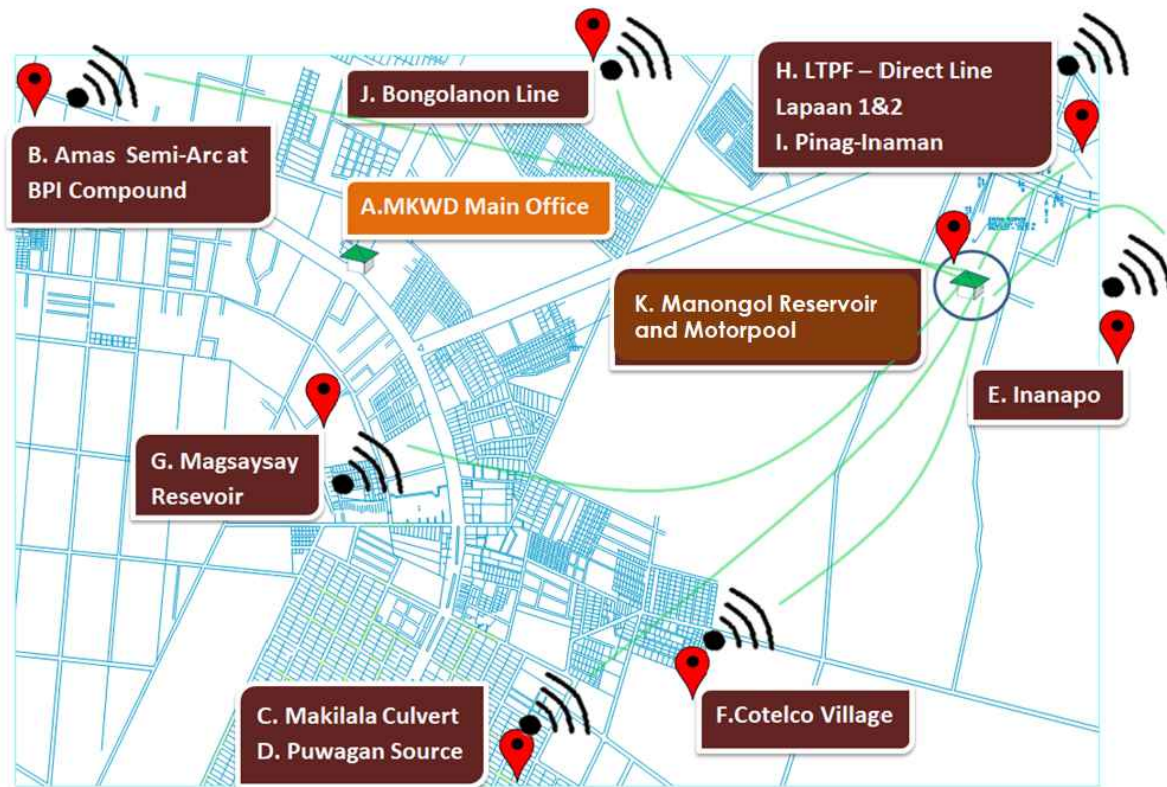 J. Bongolanon Line
H. LTPF – Direct Line
Lapaan 1&2
I. Pinag-Inaman
B. Amas Semi-Arc at
BPI Compound
A.MKWD Main Office
K. Manongol Reservoir
and Motorpool
E. Inanapo
G. Magsaysay
Resevoir
C. Makilala Culvert
D. Puwagan Source
F.Cotelco Village